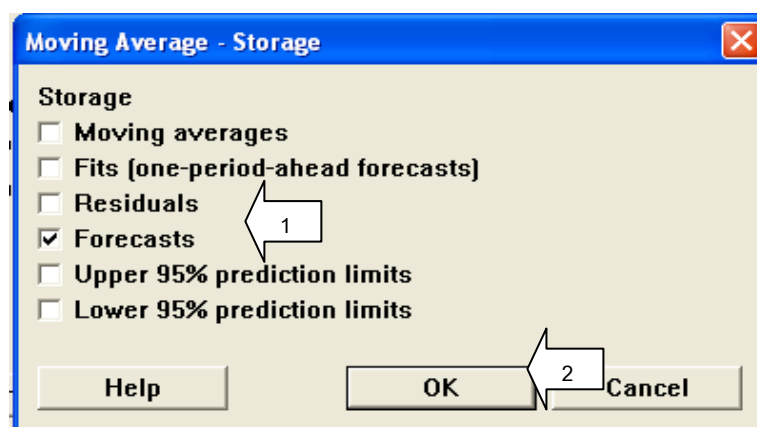 Moving Average - Storage
Storage
Moving averages
Fits (one-period-ahead forecasts)
Residuals
1
Forecasts
Upper 95% prediction limits
Lower 95% prediction limits
Help
OK
2
Cancel